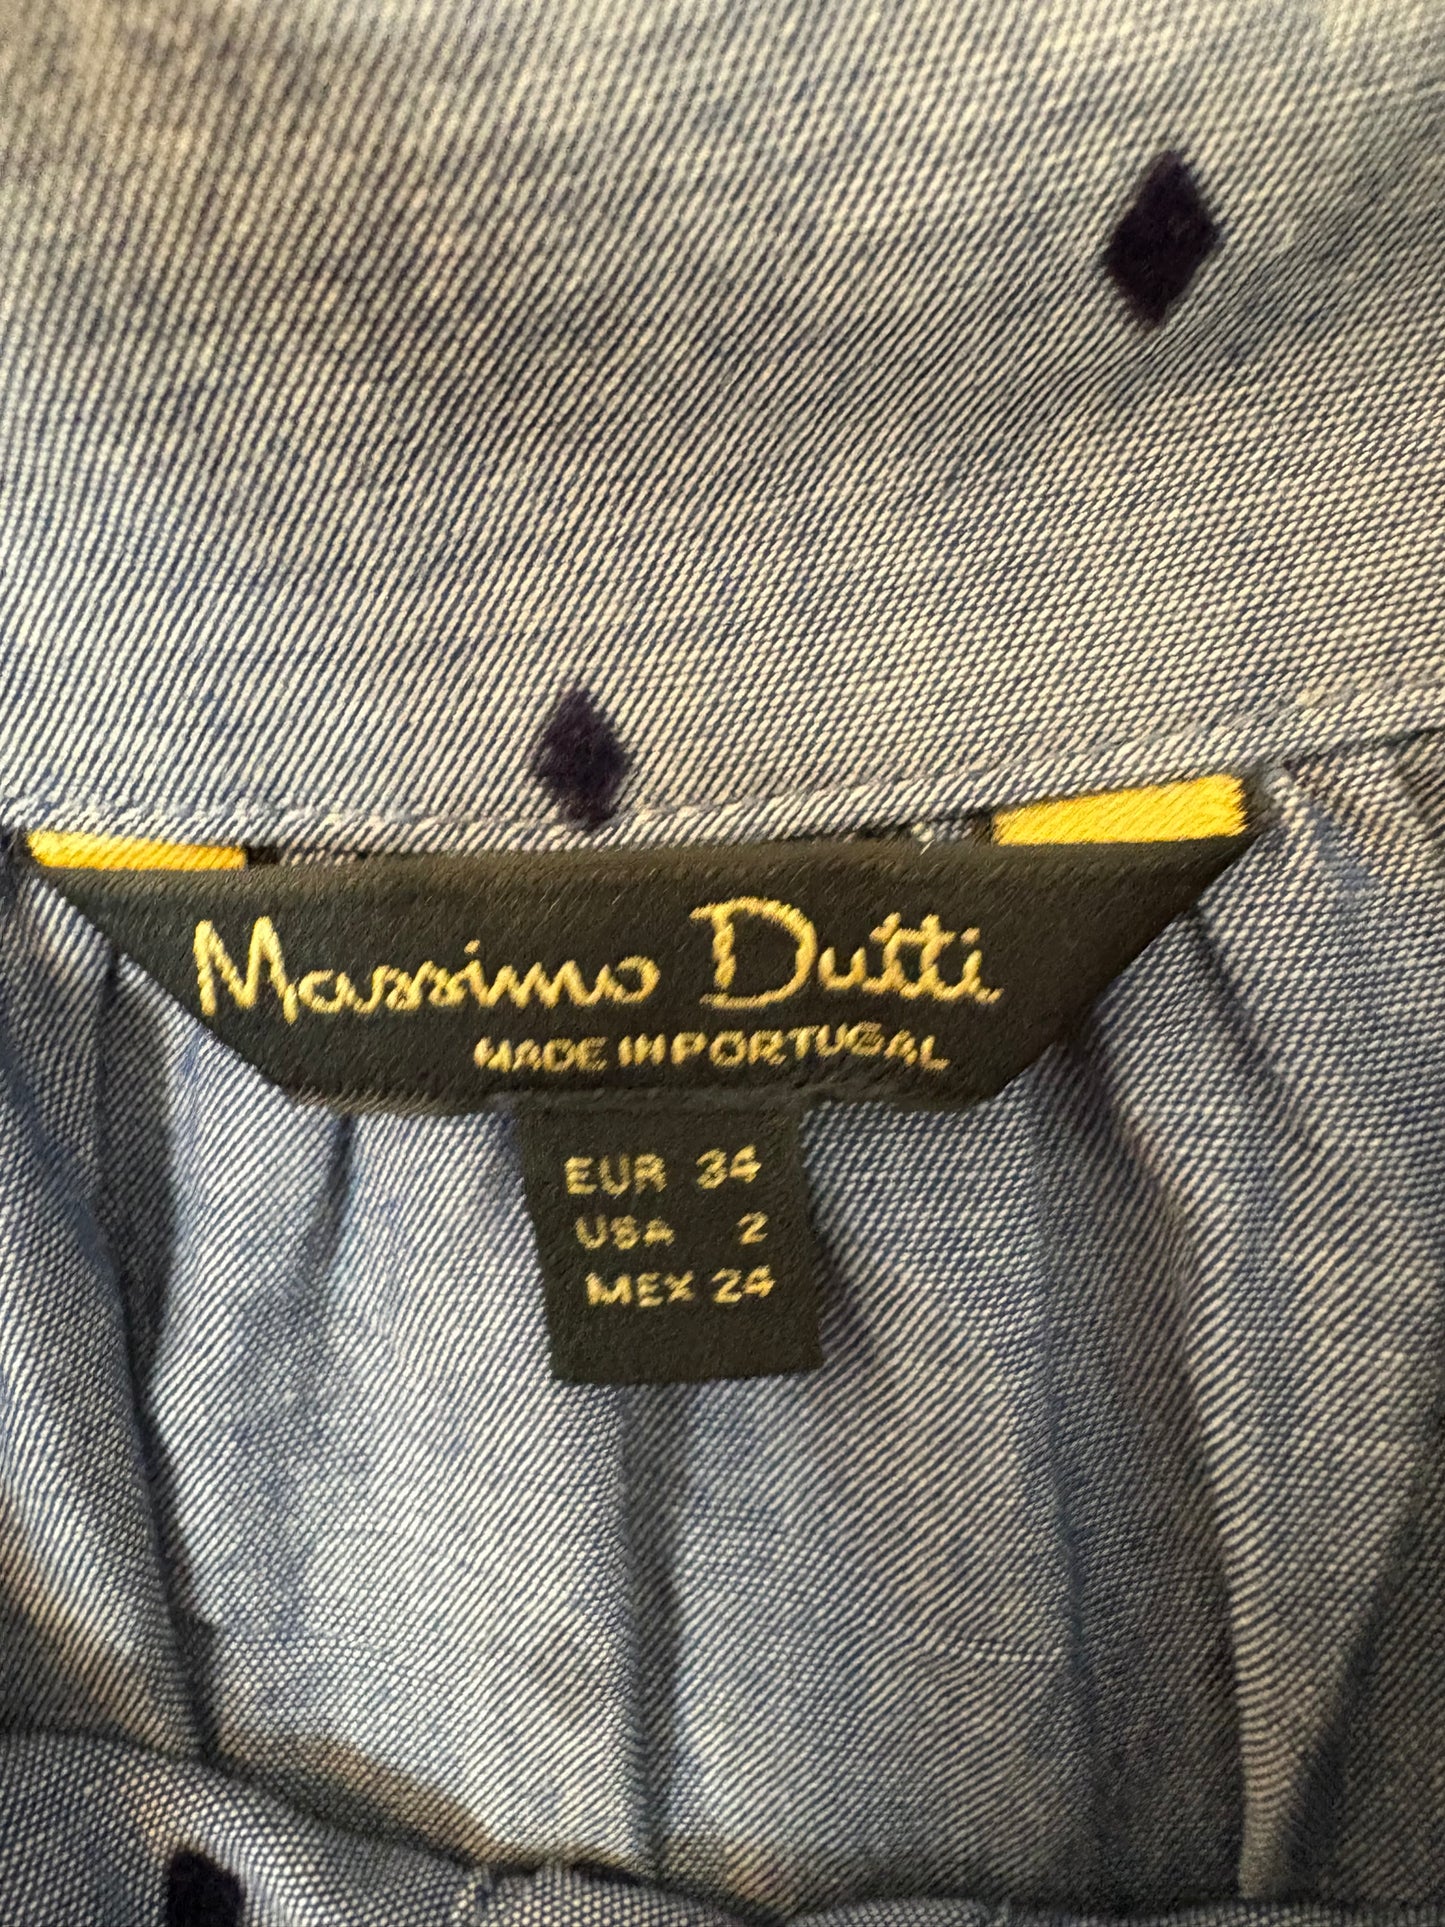 Massimo Dutti
MADE IN PORTUGAL
EUR 34
USA 2
MEX 24